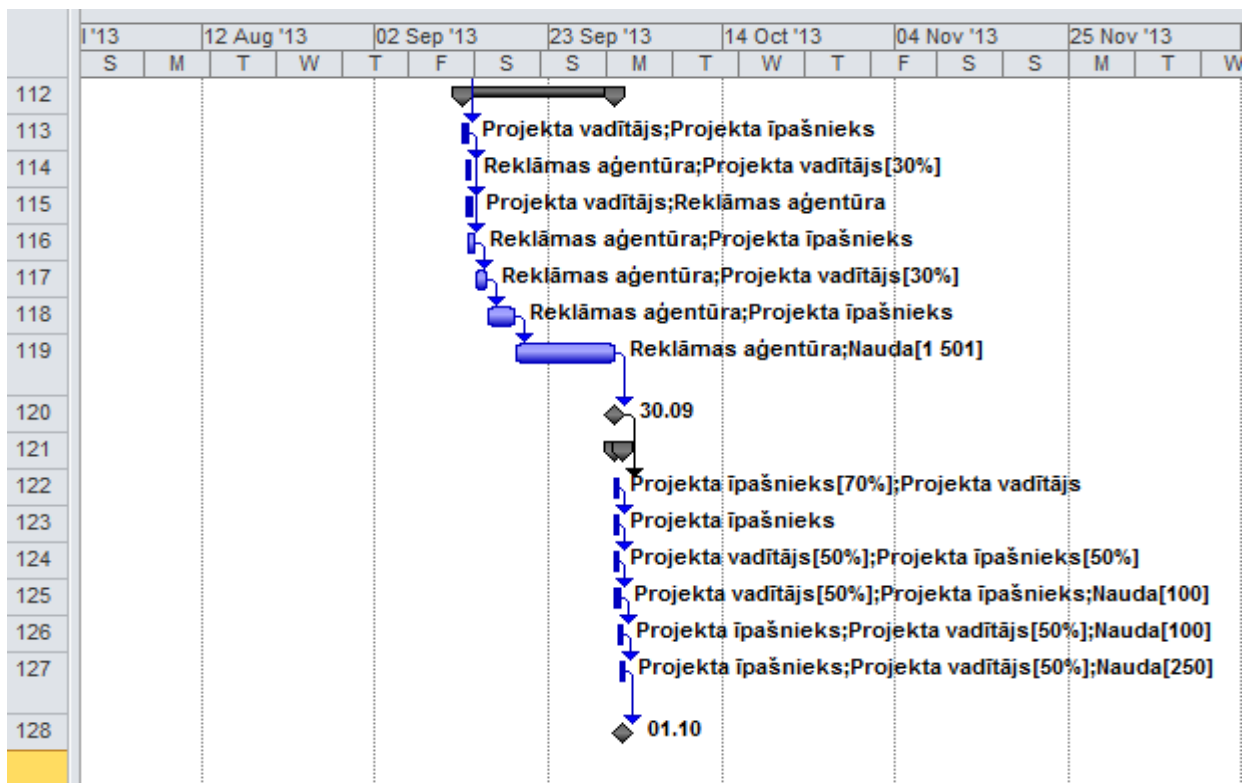 l '13 12 Aug '13 02 Sep '13 23 Sep '13 14 Oct '13 04 Nov '13 25 Nov '13
S M T W T F S S M T W T F S S M T W
112
113 Projekta vadītājs;Projekta īpašnieks
114 Reklāmas aģentūra;Projekta vadītājs[30%]
115 Projekta vadītājs;Reklāmas aģentūra
116 Reklāmas aģentūra;Projekta īpašnieks
117 Reklāmas aģentūra;Projekta vadītājs[30%]
118 Reklāmas aģentūra;Projekta īpašnieks
119 Reklāmas aģentūra;Nauda[1 501]
120 30.09
121
122 Projekta īpašnieks[70%];Projekta vadītājs
123 Projekta īpašnieks
124 Projekta vadītājs[50%];Projekta īpašnieks[50%]
125 Projekta vadītājs[50%];Projekta īpašnieks;Nauda[100]
126 Projekta īpašnieks;Projekta vadītājs[50%];Nauda[100]
127 Projekta īpašnieks;Projekta vadītājs[50%];Nauda[250]
128 01.10